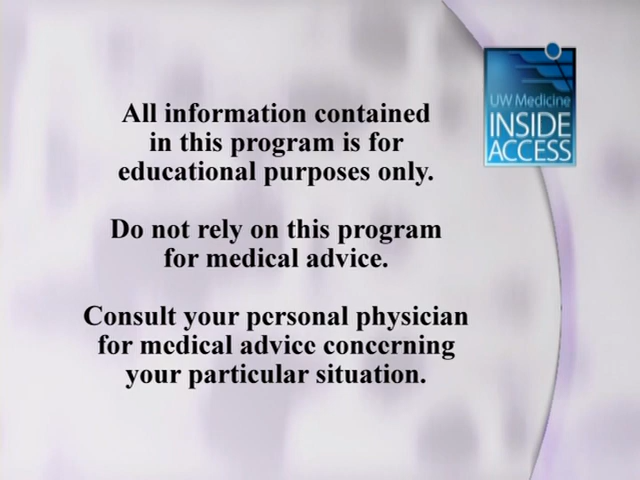 All information contained
in this program is for
educational purposes only.
Do not rely on this program
for medical advice.
Consult your personal physician
for medical advice concerning
your particular situation.
UW Medicine
INSIDE
ACCESS